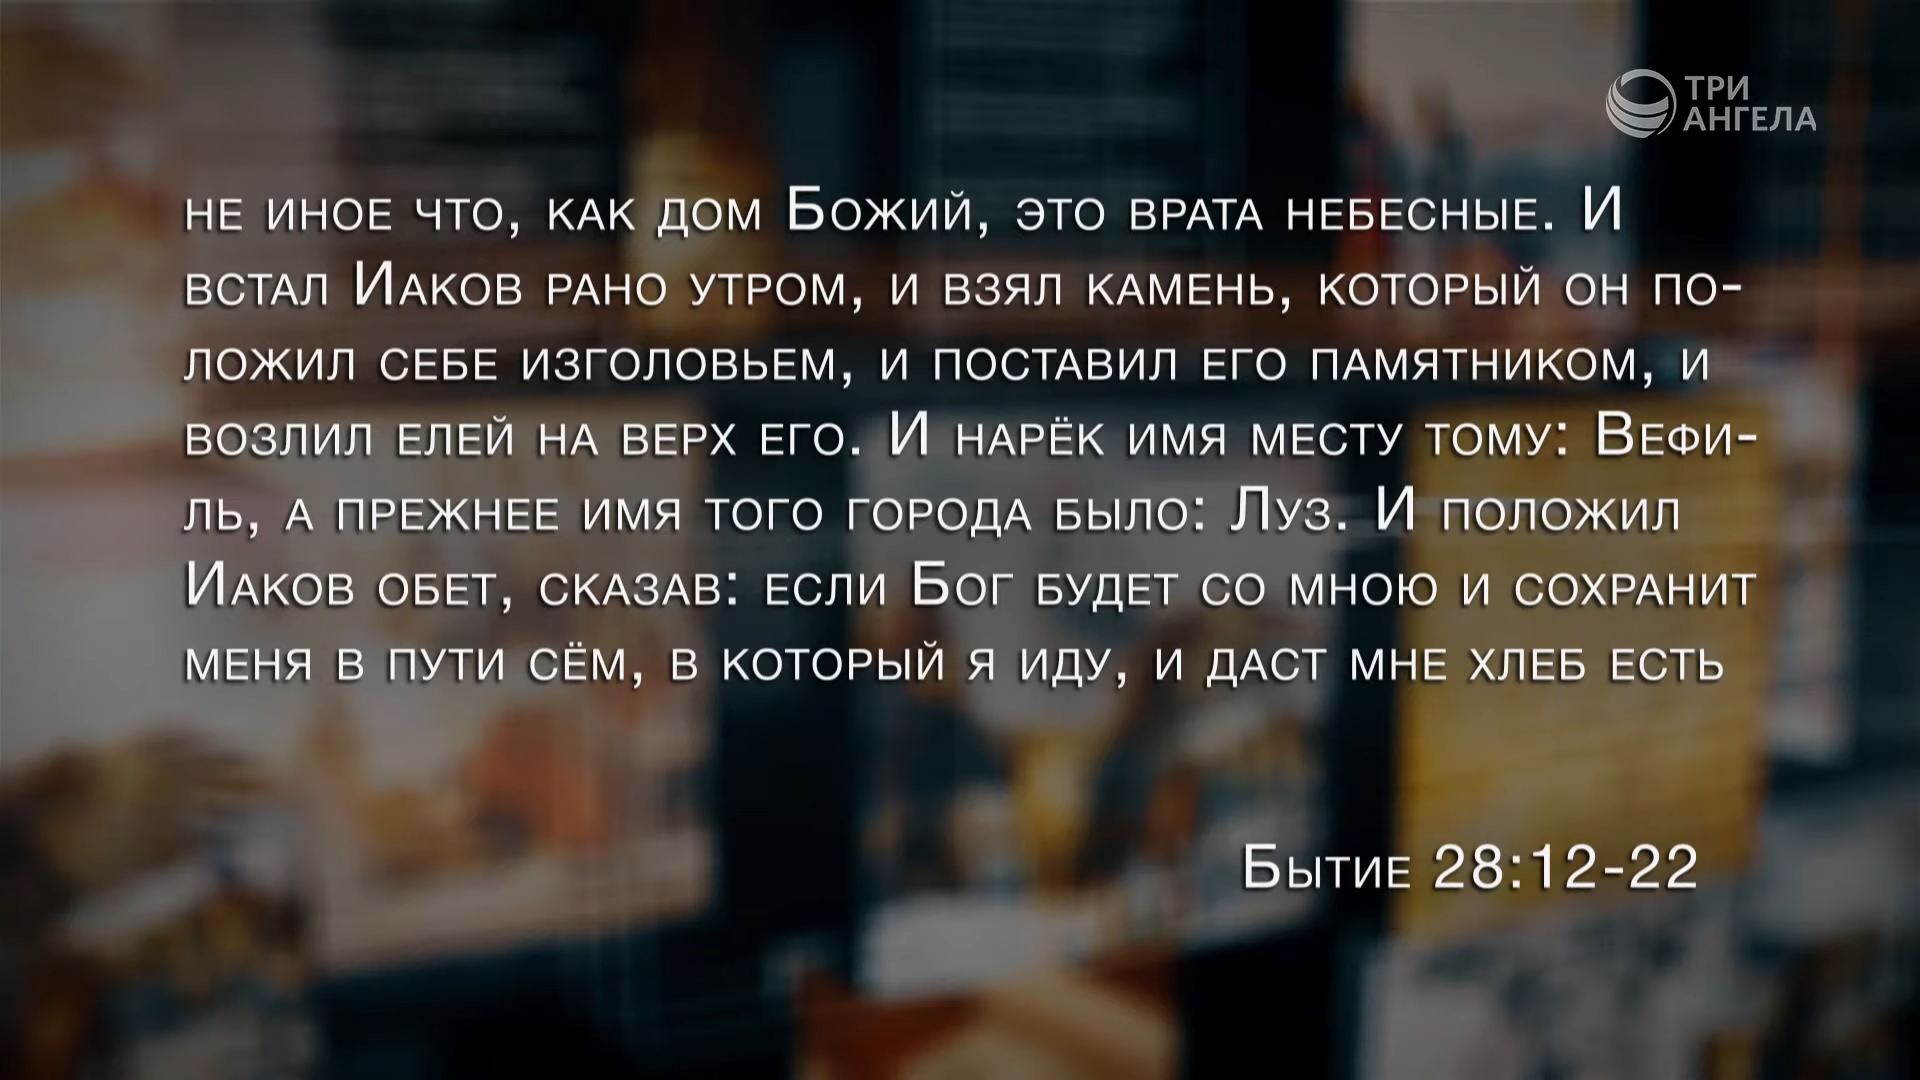 ТРИ
АНГЕЛА
не иное что, как дом Божий, это врата небесные. И
встал Иаков рано утром, и взял камень, который он по-
ложил себе изголовьем, и поставил его памятником, и
возлил елей на верх его. И нарёк имя месту тому: Вефи-
ль, а прежнее имя того города было: Луз. И положил
Иаков обет, сказав: если Бог будет со мною и сохранит
меня в пути сём, в который я иду, и даст мне хлеб есть
Бытие 28:12-22